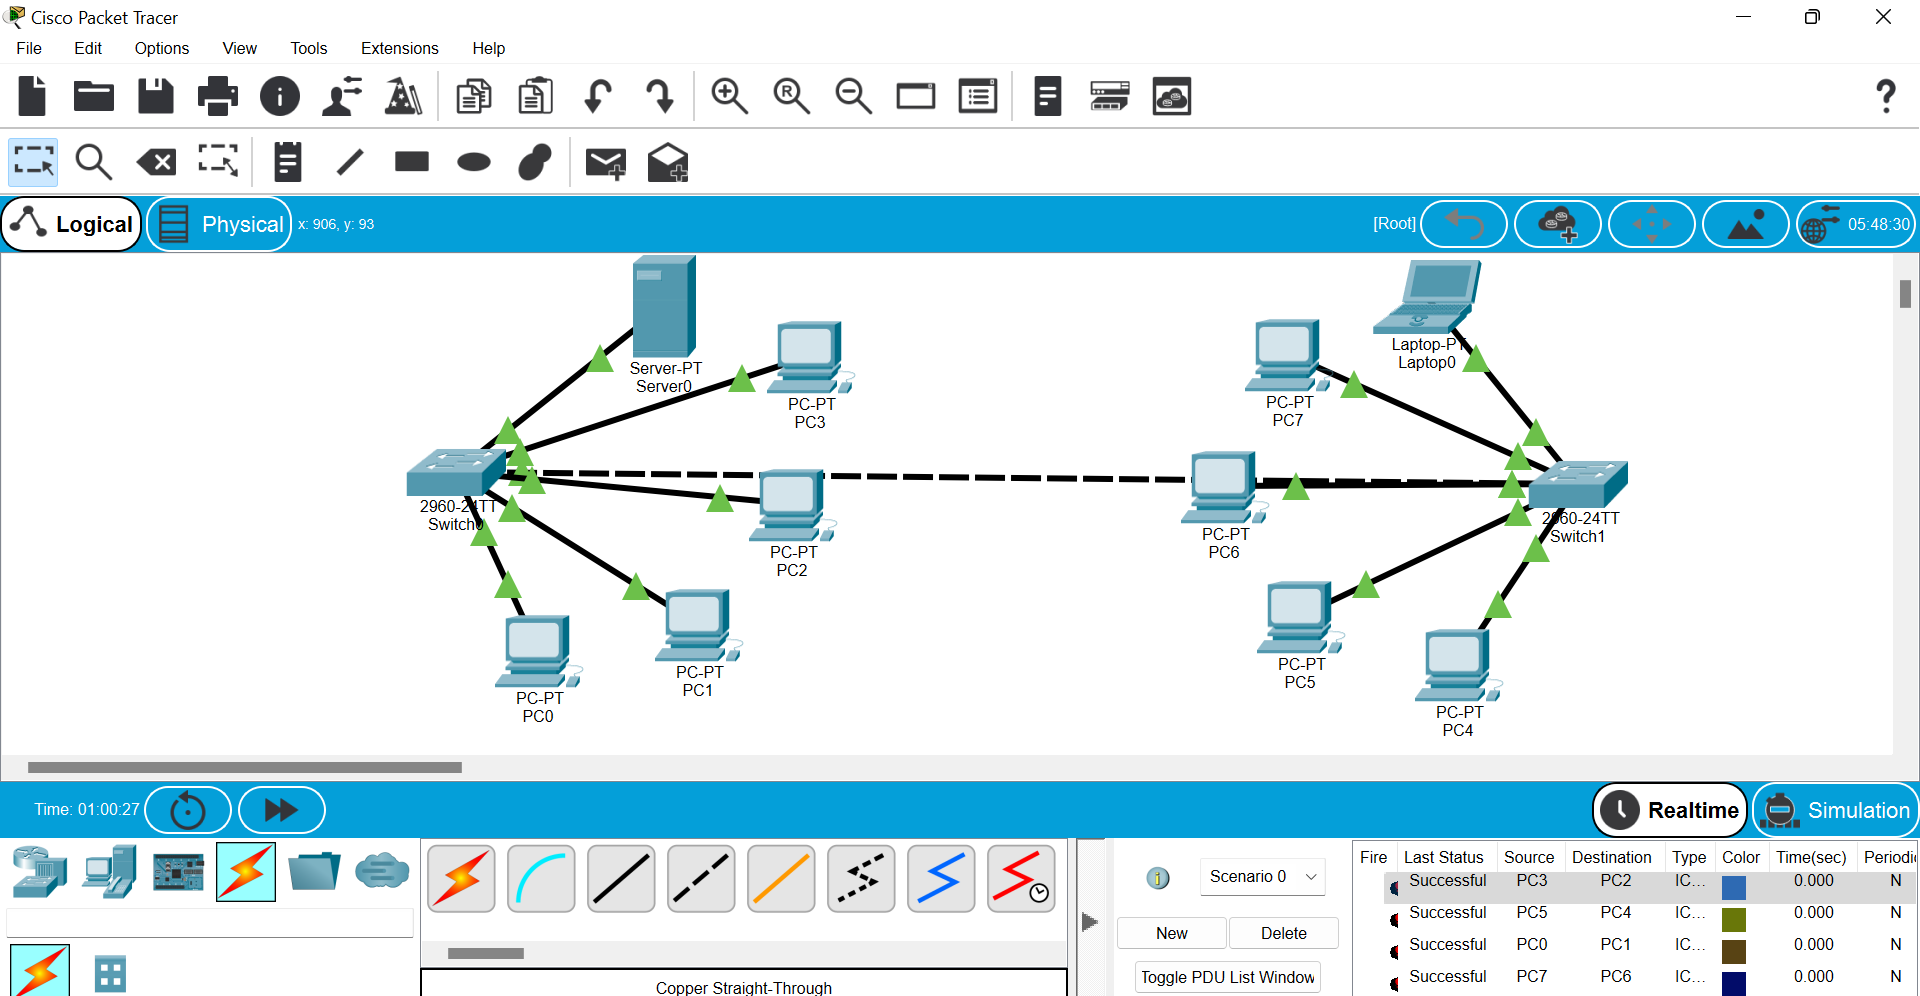 Cisco Packet Tracer
File Edit Options View Tools Extensions Help
Logical Physical x: 906, y: 93 [Root] 05:48:30
Server-PT
Server0
PC-PT
PC3
PC-PT
PC7
Laptop-PT
Laptop0
2960-24TT
Switch0
PC-PT
PC2
PC-PT
PC6
2960-24TT
Switch1
PC-PT
PC1
PC-PT
PC0
PC-PT
PC5
PC-PT
PC4
Time: 01:00:27 Realtime Simulation
Scenario 0
New Delete
Toggle PDU List Window
Copper Straight-Through
Fire Last Status Source Destination Type Color Time(sec) Periodic
Successful PC3 PC2 IC... 0.000 N
Successful PC5 PC4 IC... 0.000 N
Successful PC0 PC1 IC... 0.000 N
Successful PC7 PC6 IC... 0.000 N